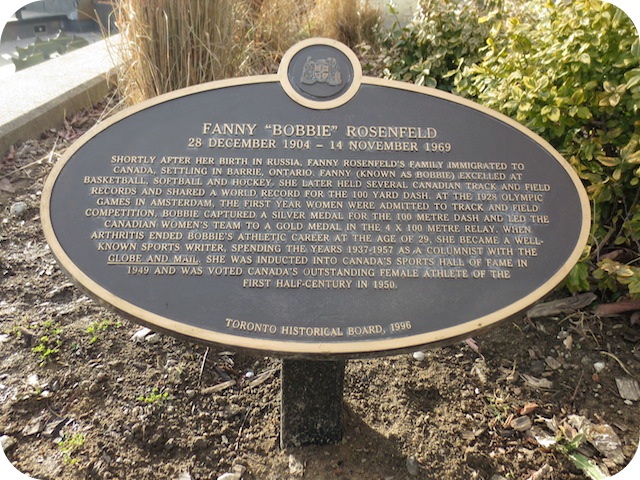 FANNY "BOBBIE" ROSENFELD
28 DECEMBER 1904 – 14 NOVEMBER 1969
SHORTLY AFTER HER BIRTH IN RUSSIA, FANNY ROSENFELD'S FAMILY IMMIGRATED TO
CANADA, SETTLING IN BARRIE, ONTARIO. FANNY (KNOWN AS BOBBIE) EXCELLED AT
BASKETBALL, SOFTBALL AND HOCKEY. SHE LATER HELD SEVERAL CANADIAN TRACK AND FIELD
RECORDS AND SHARED A WORLD RECORD FOR THE 100 YARD DASH. AT THE 1928 OLYMPIC
GAMES IN AMSTERDAM, THE FIRST YEAR WOMEN WERE ADMITTED TO TRACK AND FIELD
COMPETITION, BOBBIE CAPTURED A SILVER MEDAL FOR THE 100 METRE DASH AND LED THE
CANADIAN WOMEN'S TEAM TO A GOLD MEDAL IN THE 4 X 100 METRE RELAY. WHEN
ARTHRITIS ENDED BOBBIE'S ATHLETIC CAREER AT THE AGE OF 29, SHE BECAME A WELL-
KNOWN SPORTS WRITER, SPENDING THE YEARS 1937-1957 AS A COLUMNIST WITH THE
GLOBE AND MAIL. SHE WAS INDUCTED INTO CANADA'S SPORTS HALL OF FAME IN
1949 AND WAS VOTED CANADA'S OUTSTANDING FEMALE ATHLETE OF THE
FIRST HALF-CENTURY IN 1950.
TORONTO HISTORICAL BOARD, 1996